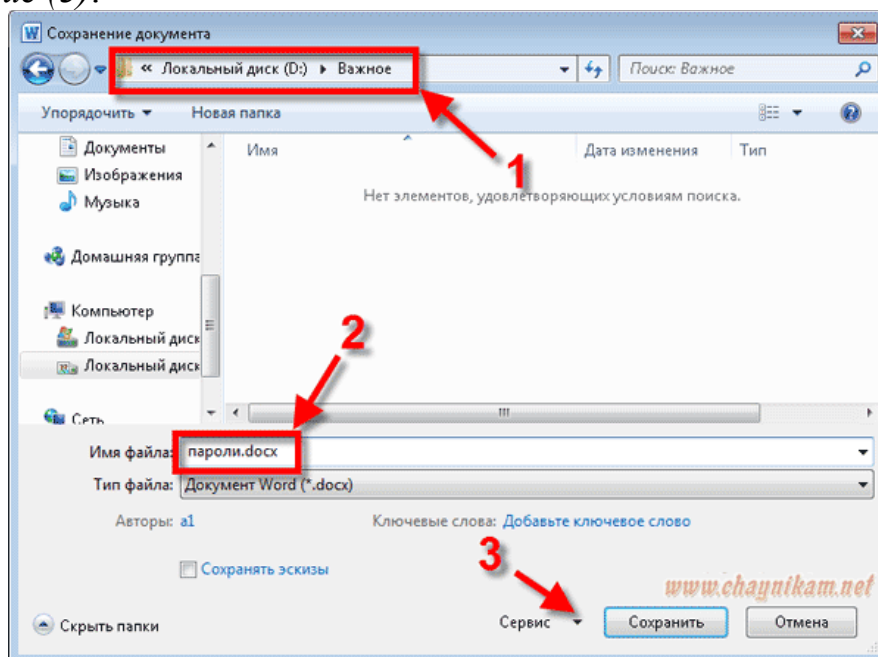 Сохранение документа
« Локальный диск (D:) ▸ Важное
Поиск: Важное
Упорядочить ▼ Новая папка
Документы
Изображения
Музыка
Домашняя группа
Компьютер
Локальный диск
Локальный диск
Сеть
Имя
Дата изменения
Тип
Нет элементов, удовлетворяющих условиям поиска.
1
2
Имя файла: пароли.docx
Тип файла: Документ Word (*.docx)
Авторы: a1
Ключевые слова: Добавьте ключевое слово
Сохранять эскизы
3
www.chaynikam.net
Скрыть папки
Сервис ▼ Сохранить Отмена